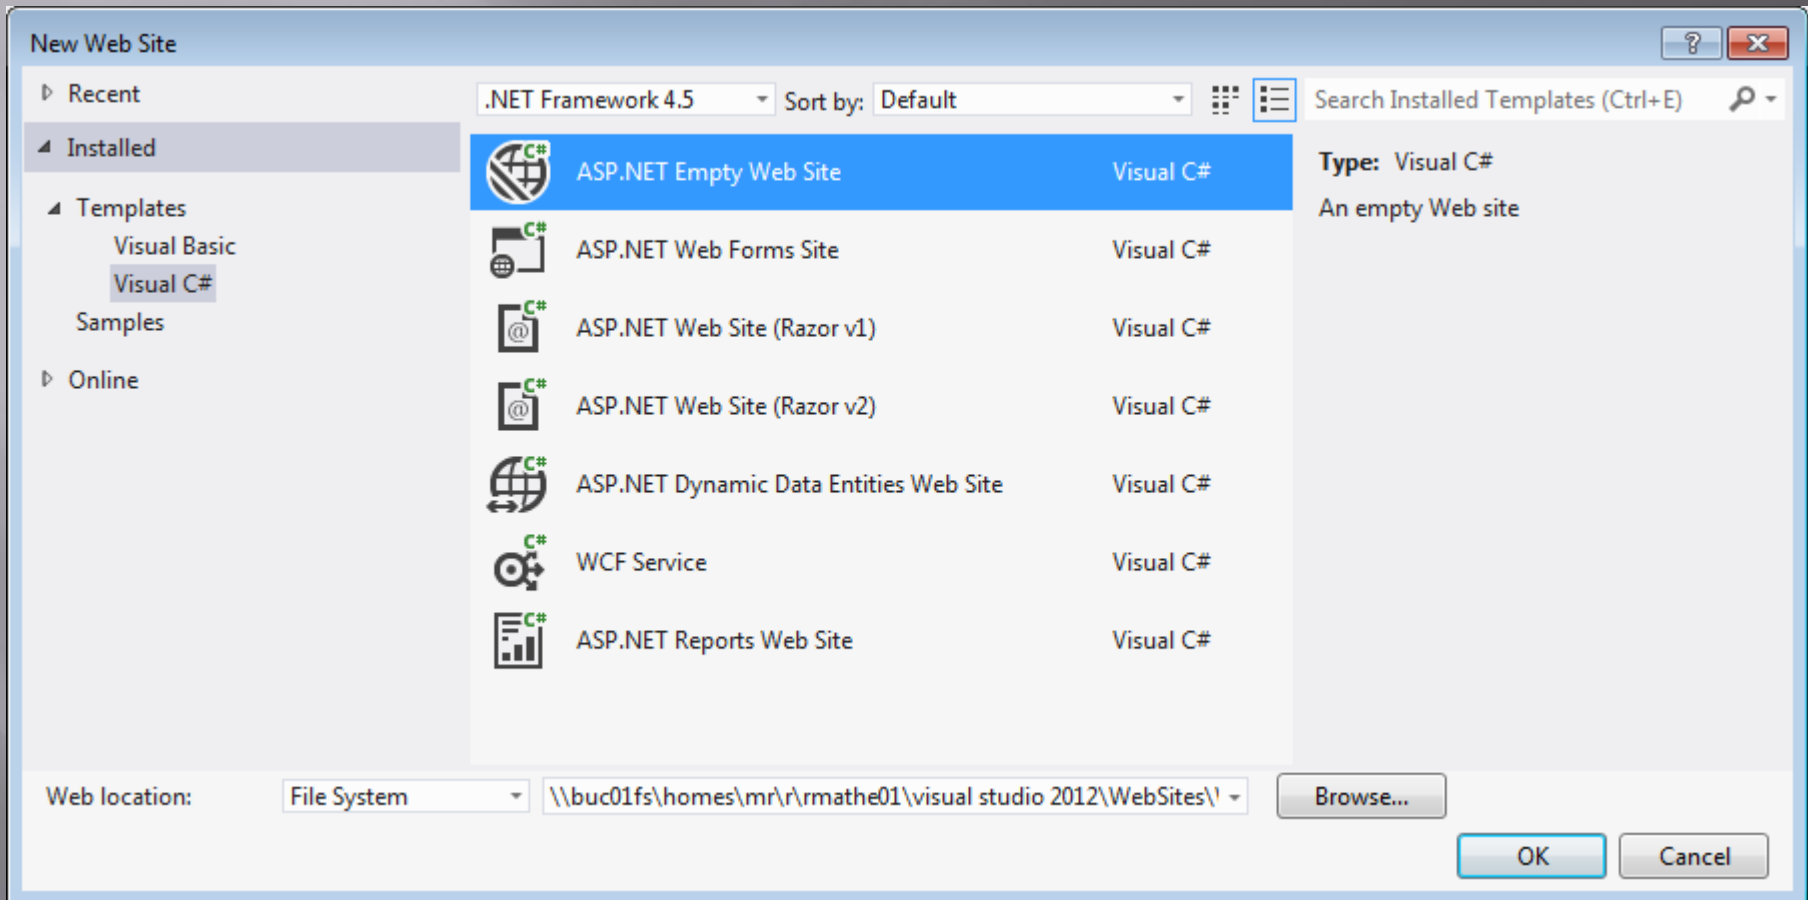 New Web Site
Recent
Installed
Templates
Visual Basic
Visual C#
Samples
Online
.NET Framework 4.5
Sort by: Default
Search Installed Templates (Ctrl+E)
ASP.NET Empty Web Site Visual C#
ASP.NET Web Forms Site Visual C#
ASP.NET Web Site (Razor v1) Visual C#
ASP.NET Web Site (Razor v2) Visual C#
ASP.NET Dynamic Data Entities Web Site Visual C#
WCF Service Visual C#
ASP.NET Reports Web Site Visual C#
Type: Visual C#
An empty Web site
Web location: File System \\buc01fs\homes\mr\r\rmathe01\visual studio 2012\WebSites\ Browse...
OK Cancel